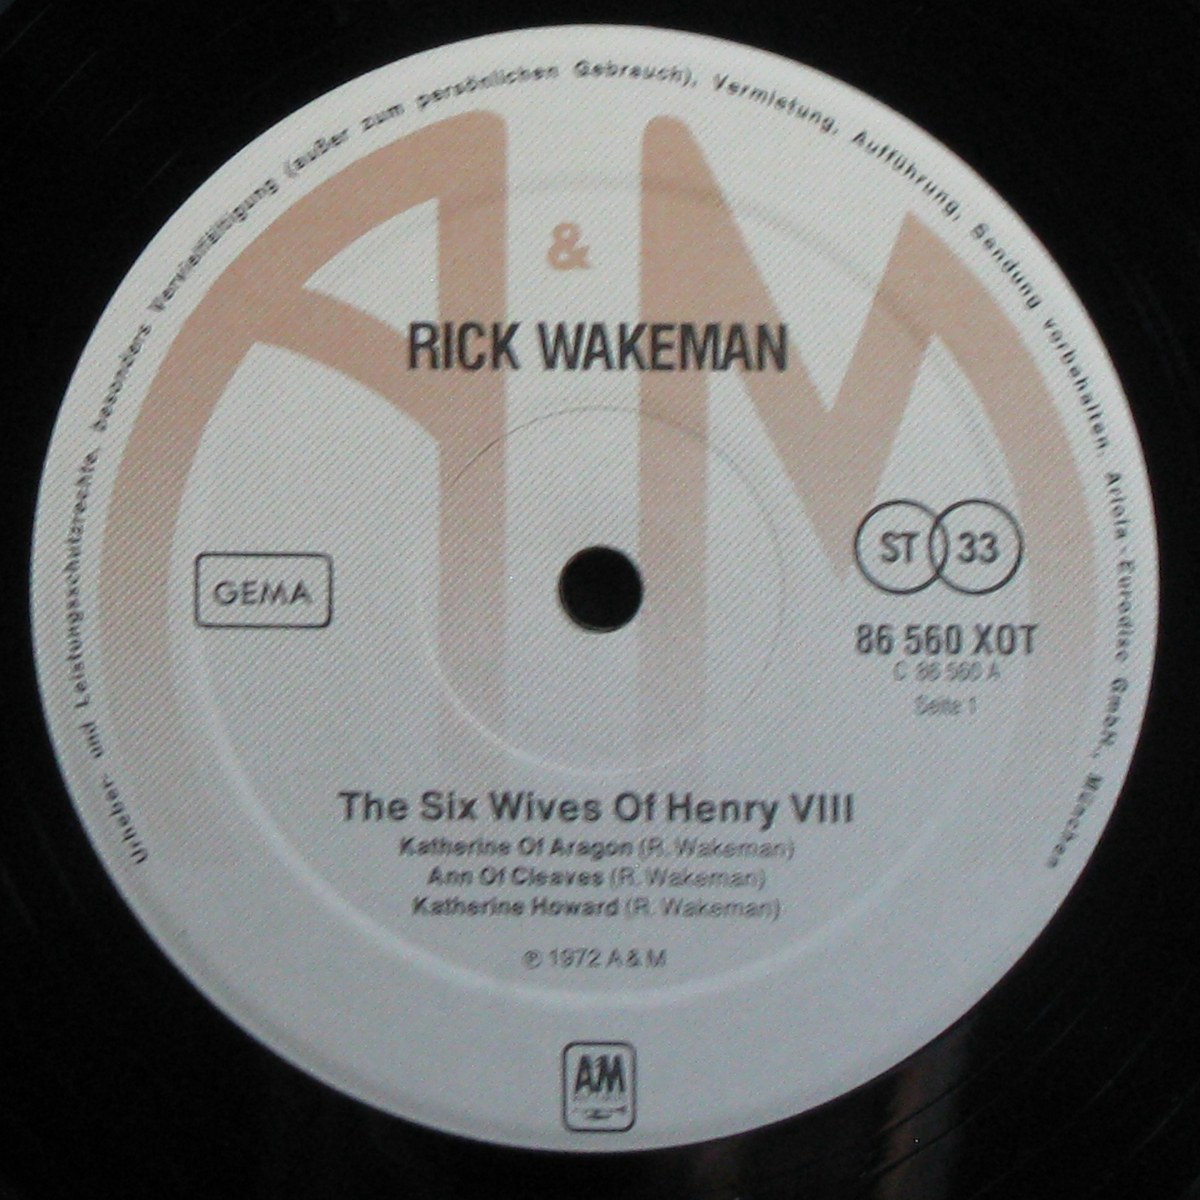 Urheber- und Leistungsschutzrechte, besonders Vervielfältigung (außer zum persönlichen Gebrauch), Vermietung, Aufführung, Sendung vorbehalten. Ariola-Eurodisc GmbH., München
A & M
RICK WAKEMAN
ST 33
GEMA
86 560 XOT
C 86 560 A
Seite 1
The Six Wives Of Henry VIII
Katherine Of Aragon (R. Wakeman)
Ann Of Cleaves (R. Wakeman)
Katherine Howard (R. Wakeman)
℗ 1972 A & M
A&M